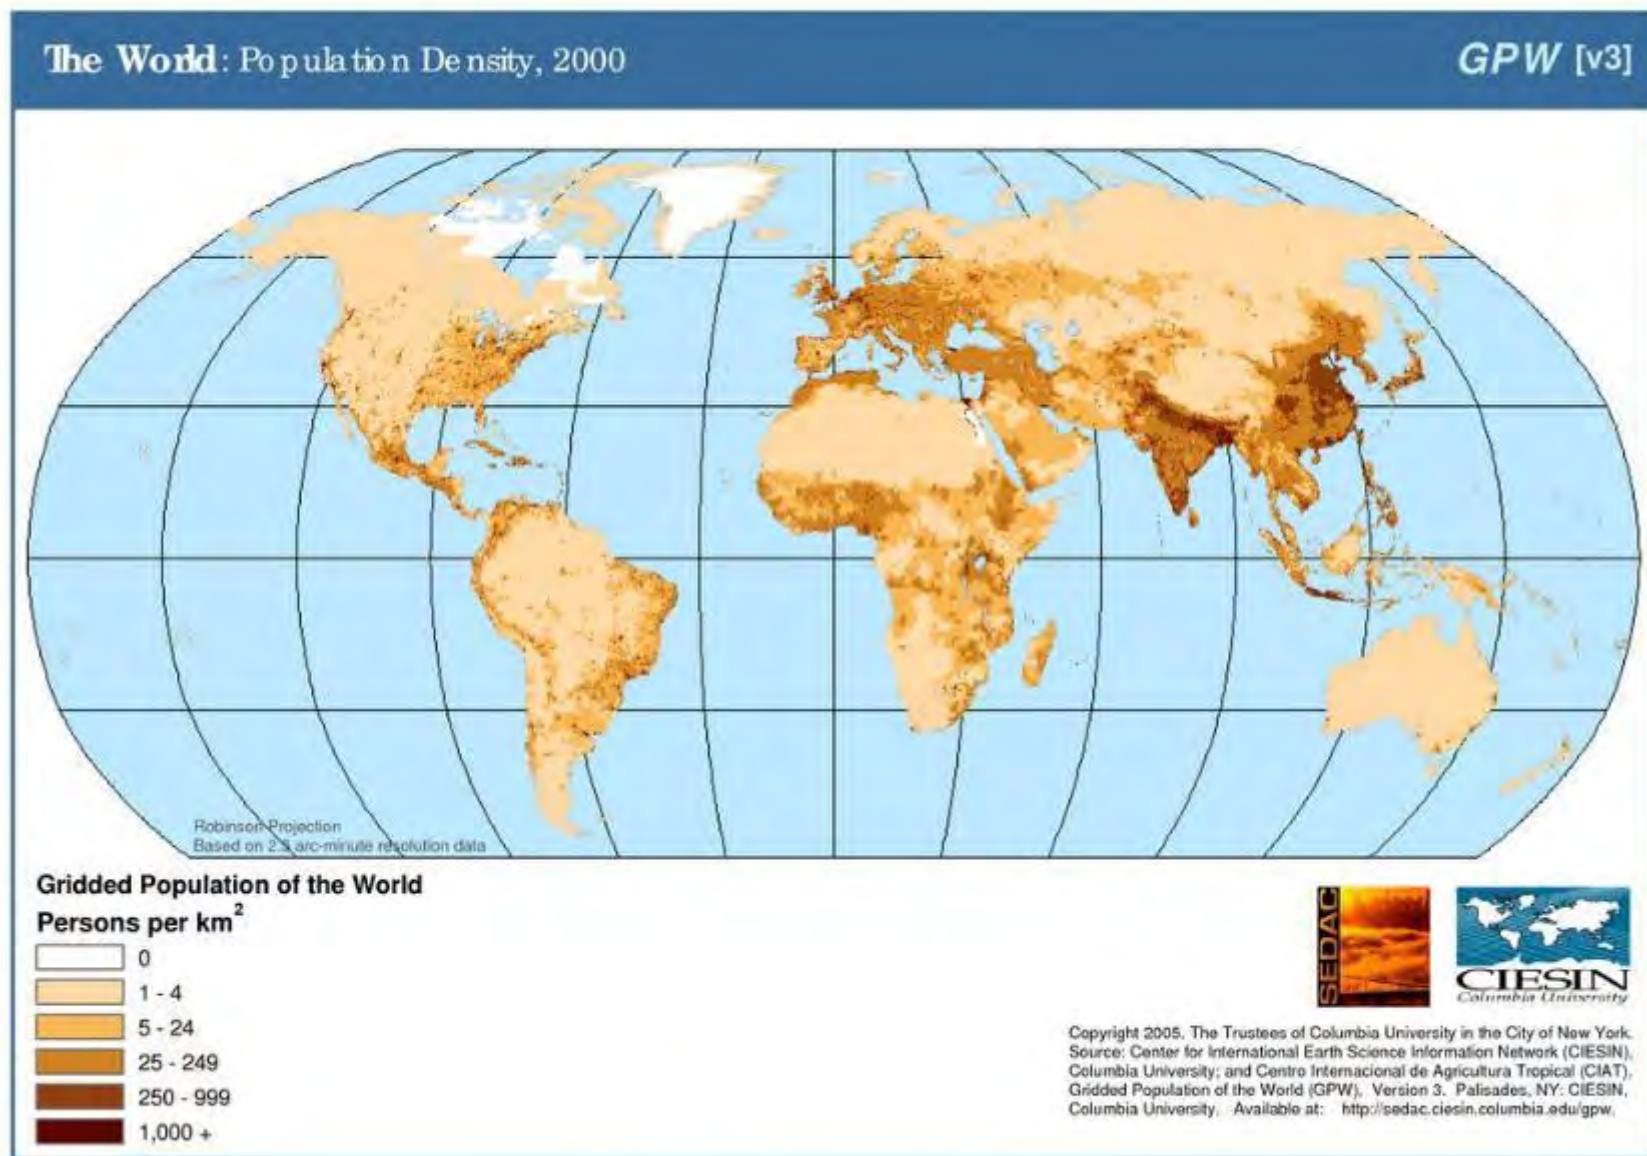 The World: Population Density, 2000
GPW [v3]
Robinson Projection
Based on 2.5 arc-minute resolution data
Gridded Population of the World
Persons per km²
0
1 - 4
5 - 24
25 - 249
250 - 999
1,000 +
SEDAC
CIESIN
Columbia University
Copyright 2005. The Trustees of Columbia University in the City of New York.
Source: Center for International Earth Science Information Network (CIESIN),
Columbia University; and Centro Internacional de Agricultura Tropical (CIAT),
Gridded Population of the World (GPW), Version 3. Palisades, NY: CIESIN,
Columbia University. Available at: http://sedac.ciesin.columbia.edu/gpw.